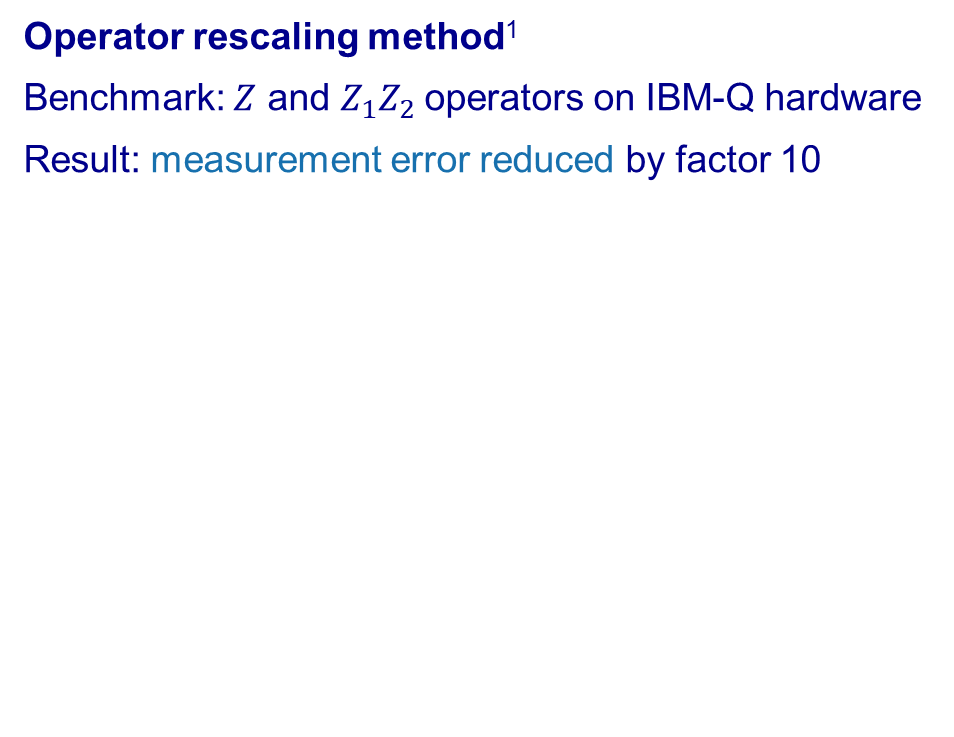 Operator rescaling method¹
Benchmark: 𝑍 and 𝑍₁𝑍₂ operators on IBM-Q hardware
Result: measurement error reduced by factor 10